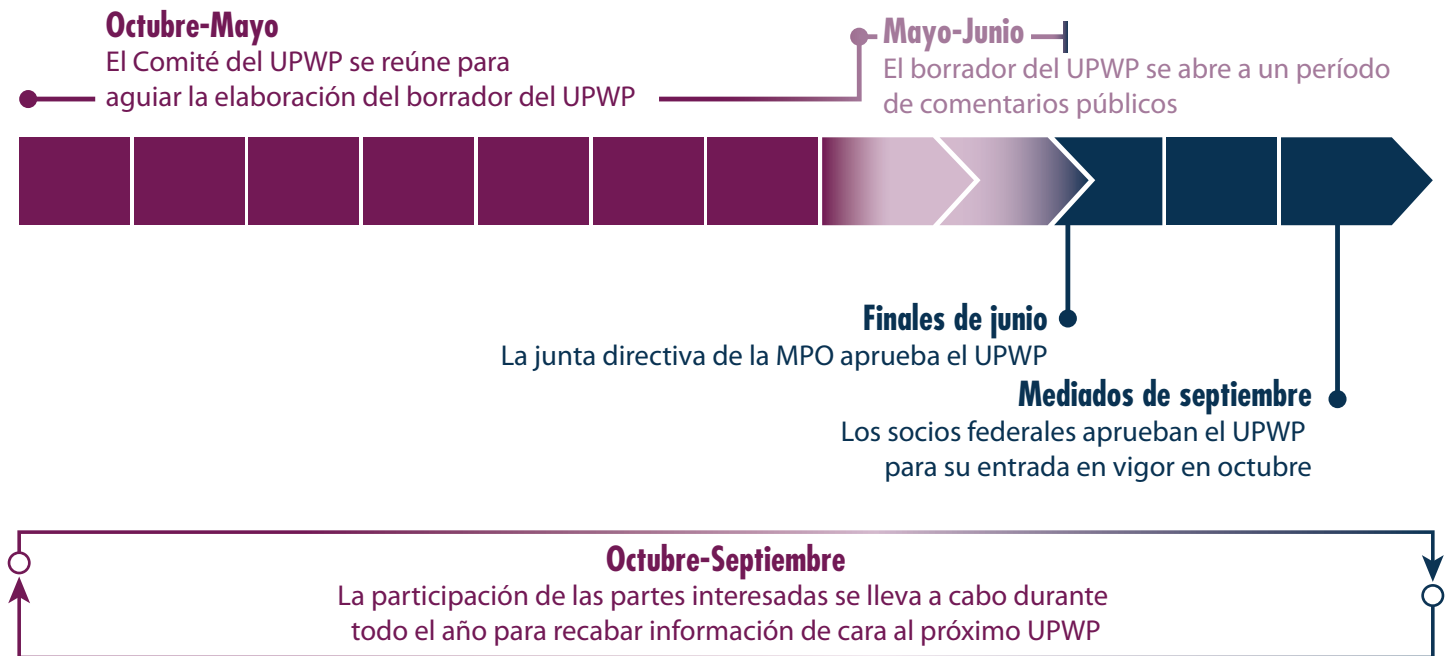 Octubre-Mayo
El Comité del UPWP se reúne para
aguiar la elaboración del borrador del UPWP
Mayo-Junio
El borrador del UPWP se abre a un período
de comentarios públicos
Finales de junio
La junta directiva de la MPO aprueba el UPWP
Mediados de septiembre
Los socios federales aprueban el UPWP
para su entrada en vigor en octubre
Octubre-Septiembre
La participación de las partes interesadas se lleva a cabo durante
todo el año para recabar información de cara al próximo UPWP